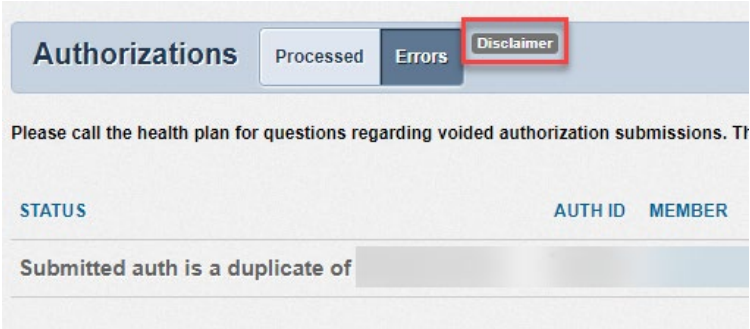 Authorizations Processed Errors Disclaimer
Please call the health plan for questions regarding voided authorization submissions.
STATUS AUTH ID MEMBER
Submitted auth is a duplicate of